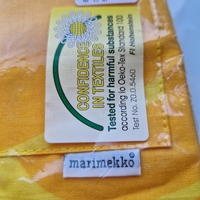 CONFIDENCE
IN TEXTILES
Tested for harmful substances
according to Oeko-Tex Standard 100
Test No. Z0.0.5460 FI Hohenstein
marimekko